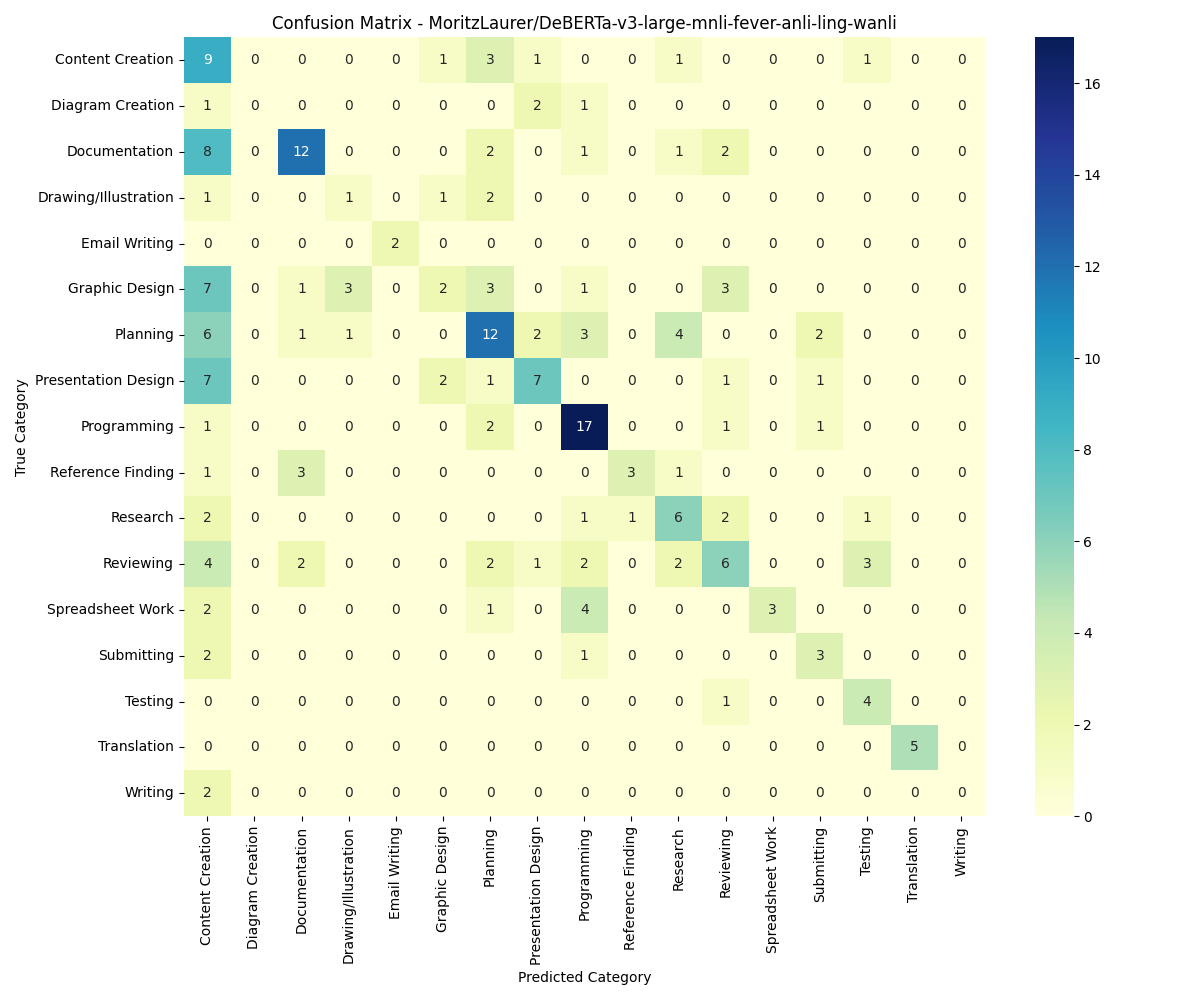 Confusion Matrix - MoritzLaurer/DeBERTa-v3-large-mnli-fever-anli-ling-wanli
True Category
Content Creation 9 0 0 0 0 1 3 1 0 0 1 0 0 0 1 0 0
Diagram Creation 1 0 0 0 0 0 0 2 1 0 0 0 0 0 0 0 0
Documentation 8 0 12 0 0 0 2 0 1 0 1 2 0 0 0 0 0
Drawing/Illustration 1 0 0 1 0 1 2 0 0 0 0 0 0 0 0 0 0
Email Writing 0 0 0 0 2 0 0 0 0 0 0 0 0 0 0 0 0
Graphic Design 7 0 1 3 0 2 3 0 1 0 0 3 0 0 0 0 0
Planning 6 0 1 1 0 0 12 2 3 0 4 0 0 2 0 0 0
Presentation Design 7 0 0 0 0 2 1 7 0 0 0 1 0 1 0 0 0
Programming 1 0 0 0 0 0 2 0 17 0 0 1 0 1 0 0 0
Reference Finding 1 0 3 0 0 0 0 0 0 3 1 0 0 0 0 0 0
Research 2 0 0 0 0 0 0 0 1 1 6 2 0 0 1 0 0
Reviewing 4 0 2 0 0 0 2 1 2 0 2 6 0 0 3 0 0
Spreadsheet Work 2 0 0 0 0 0 1 0 4 0 0 0 3 0 0 0 0
Submitting 2 0 0 0 0 0 0 0 1 0 0 0 0 3 0 0 0
Testing 0 0 0 0 0 0 0 0 0 0 0 1 0 0 4 0 0
Translation 0 0 0 0 0 0 0 0 0 0 0 0 0 0 0 5 0
Writing 2 0 0 0 0 0 0 0 0 0 0 0 0 0 0 0 0
Content Creation
Diagram Creation
Documentation
Drawing/Illustration
Email Writing
Graphic Design
Planning
Presentation Design
Programming
Reference Finding
Research
Reviewing
Spreadsheet Work
Submitting
Testing
Translation
Writing
Predicted Category
16
14
12
10
8
6
4
2
0